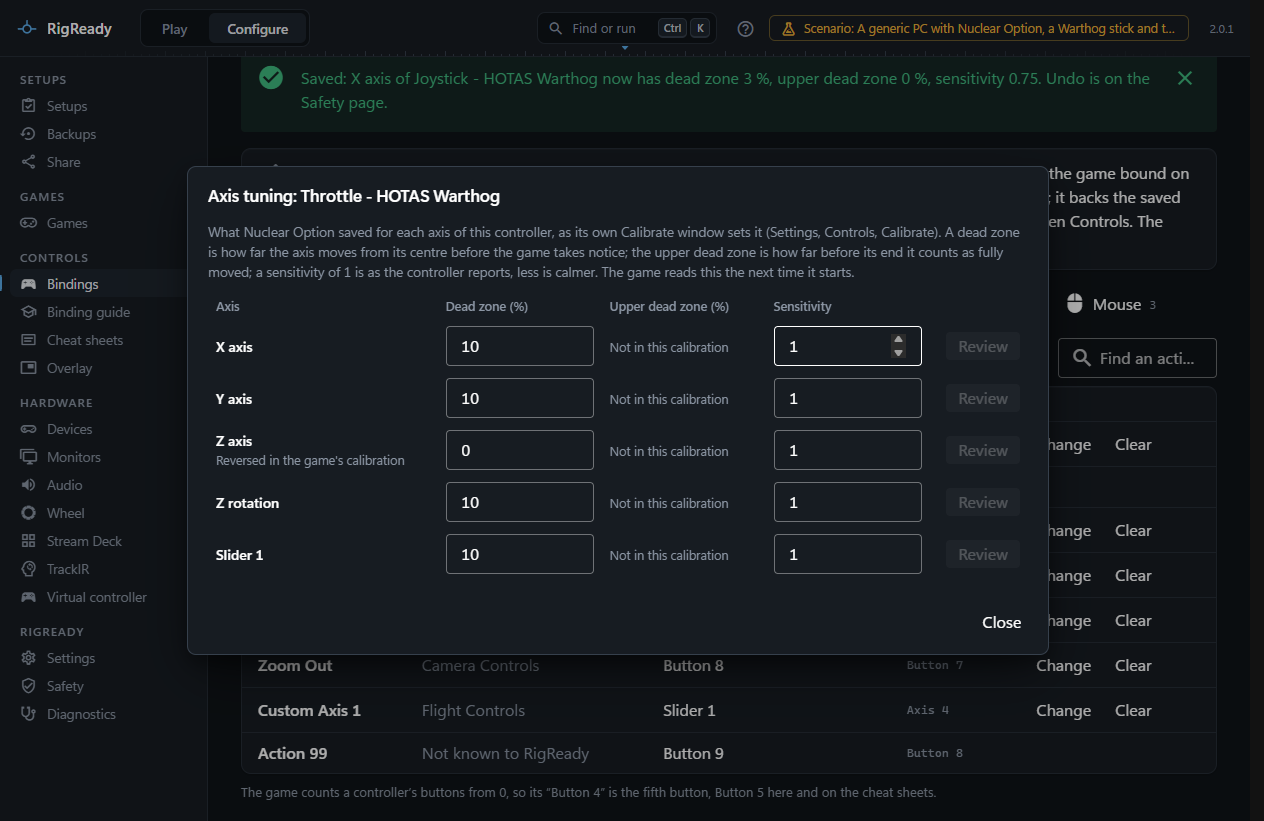 RigReady
Play
Configure
Find or run
Ctrl
K
Scenario: A generic PC with Nuclear Option, a Warthog stick and t...
2.0.1
SETUPS
Setups
Backups
Share
GAMES
Games
CONTROLS
Bindings
Binding guide
Cheat sheets
Overlay
HARDWARE
Devices
Monitors
Audio
Wheel
Stream Deck
TrackIR
Virtual controller
RIGREADY
Settings
Safety
Diagnostics
Saved: X axis of Joystick - HOTAS Warthog now has dead zone 3 %, upper dead zone 0 %, sensitivity 0.75. Undo is on the
Safety page.
the game bound on
; it backs the saved
en Controls. The
Mouse 3
Find an acti...
Axis tuning: Throttle - HOTAS Warthog
What Nuclear Option saved for each axis of this controller, as its own Calibrate window sets it (Settings, Controls, Calibrate). A dead zone
is how far the axis moves from its centre before the game takes notice; the upper dead zone is how far before its end it counts as fully
moved; a sensitivity of 1 is as the controller reports, less is calmer. The game reads this the next time it starts.
Axis Dead zone (%) Upper dead zone (%) Sensitivity
X axis 10 Not in this calibration 1 Review
Y axis 10 Not in this calibration 1 Review
Z axis 0 Not in this calibration 1 Review
Reversed in the game's calibration
Z rotation 10 Not in this calibration 1 Review
Slider 1 10 Not in this calibration 1 Review
Close
hange Clear
hange Clear
hange Clear
hange Clear
Zoom Out Camera Controls Button 8 Button 7 Change Clear
Custom Axis 1 Flight Controls Slider 1 Axis 4 Change Clear
Action 99 Not known to RigReady Button 9 Button 8
The game counts a controller's buttons from 0, so its "Button 4" is the fifth button, Button 5 here and on the cheat sheets.